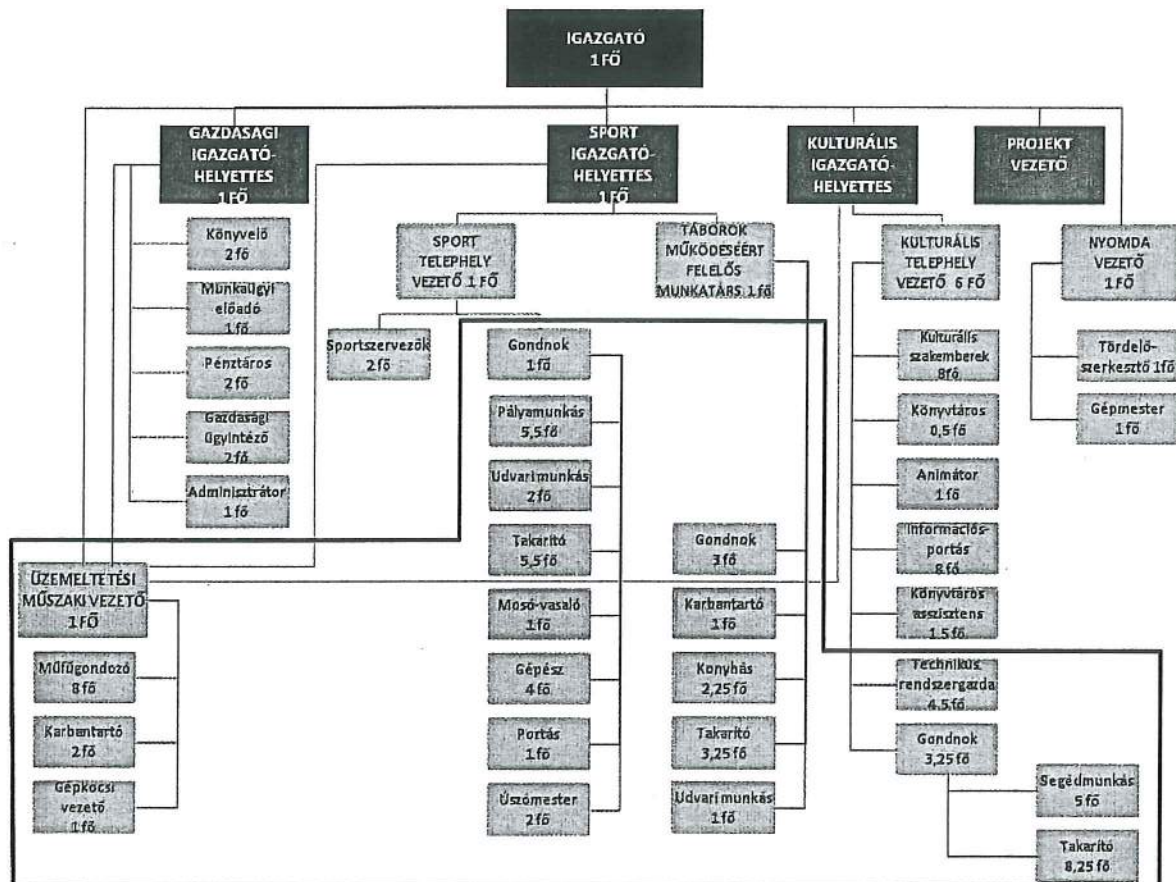 IGAZGATÓ
1 FŐ
GAZDASÁGI
IGAZGATÓ-
HELYETTES
1 FŐ
SPORT
IGAZGATÓ-
HELYETTES
1 FŐ
KULTURÁLIS
IGAZGATÓ-
HELYETTES
PROJEKT
VEZETŐ
Könyvelő
2 fő
Munkaügyi
előadó
1 fő
Pénztáros
2 fő
Gazdasági
ügyintéző
2 fő
Adminisztrátor
1 fő
SPORT
TELEPHELY
VEZETŐ 1 FŐ
TÁBOROK
MŰKÖDÉSÉÉRT
FELELŐS
MUNKATÁRS 1 fő
KULTURÁLIS
TELEPHELY
VEZETŐ 6 FŐ
NYOMDA
VEZETŐ
1 FŐ
Sportszervezők
2 fő
Gondnok
1 fő
Pályamunkás
5,5 fő
Udvari munkás
2 fő
Takarító
5,5 fő
Mosó-vasaló
1 fő
Gépész
4 fő
Portás
1 fő
Úszómester
2 fő
Gondnok
3 fő
Karbantartó
1 fő
Konyhás
2,25 fő
Takarító
3,25 fő
Udvari munkás
1 fő
Kulturális
szakemberek
8 fő
Könyvtáros
0,5 fő
Animátor
1 fő
Információs-
portás
8 fő
Könyvtáros
asszisztens
1,5 fő
Technikus,
rendszergazda
4,5 fő
Gondnok
3,25 fő
Segédmunkás
5 fő
Takarító
8,25 fő
Tördelő-
szerkesztő 1 fő
Gépmester
1 fő
ÜZEMELTETÉSI
MŰSZAKI VEZETŐ
1 FŐ
Műfűgondozó
8 fő
Karbantartó
2 fő
Gépkocsi
vezető
1 fő